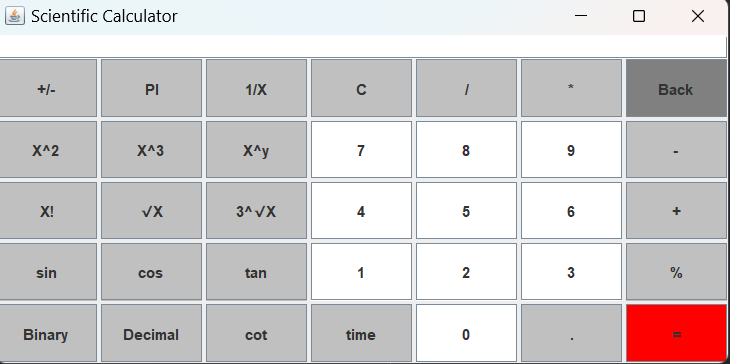 Scientific Calculator
+/- PI 1/X C / * Back
X^2 X^3 X^y 7 8 9 -
X! √X 3^√X 4 5 6 +
sin cos tan 1 2 3 %
Binary Decimal cot time 0 . =